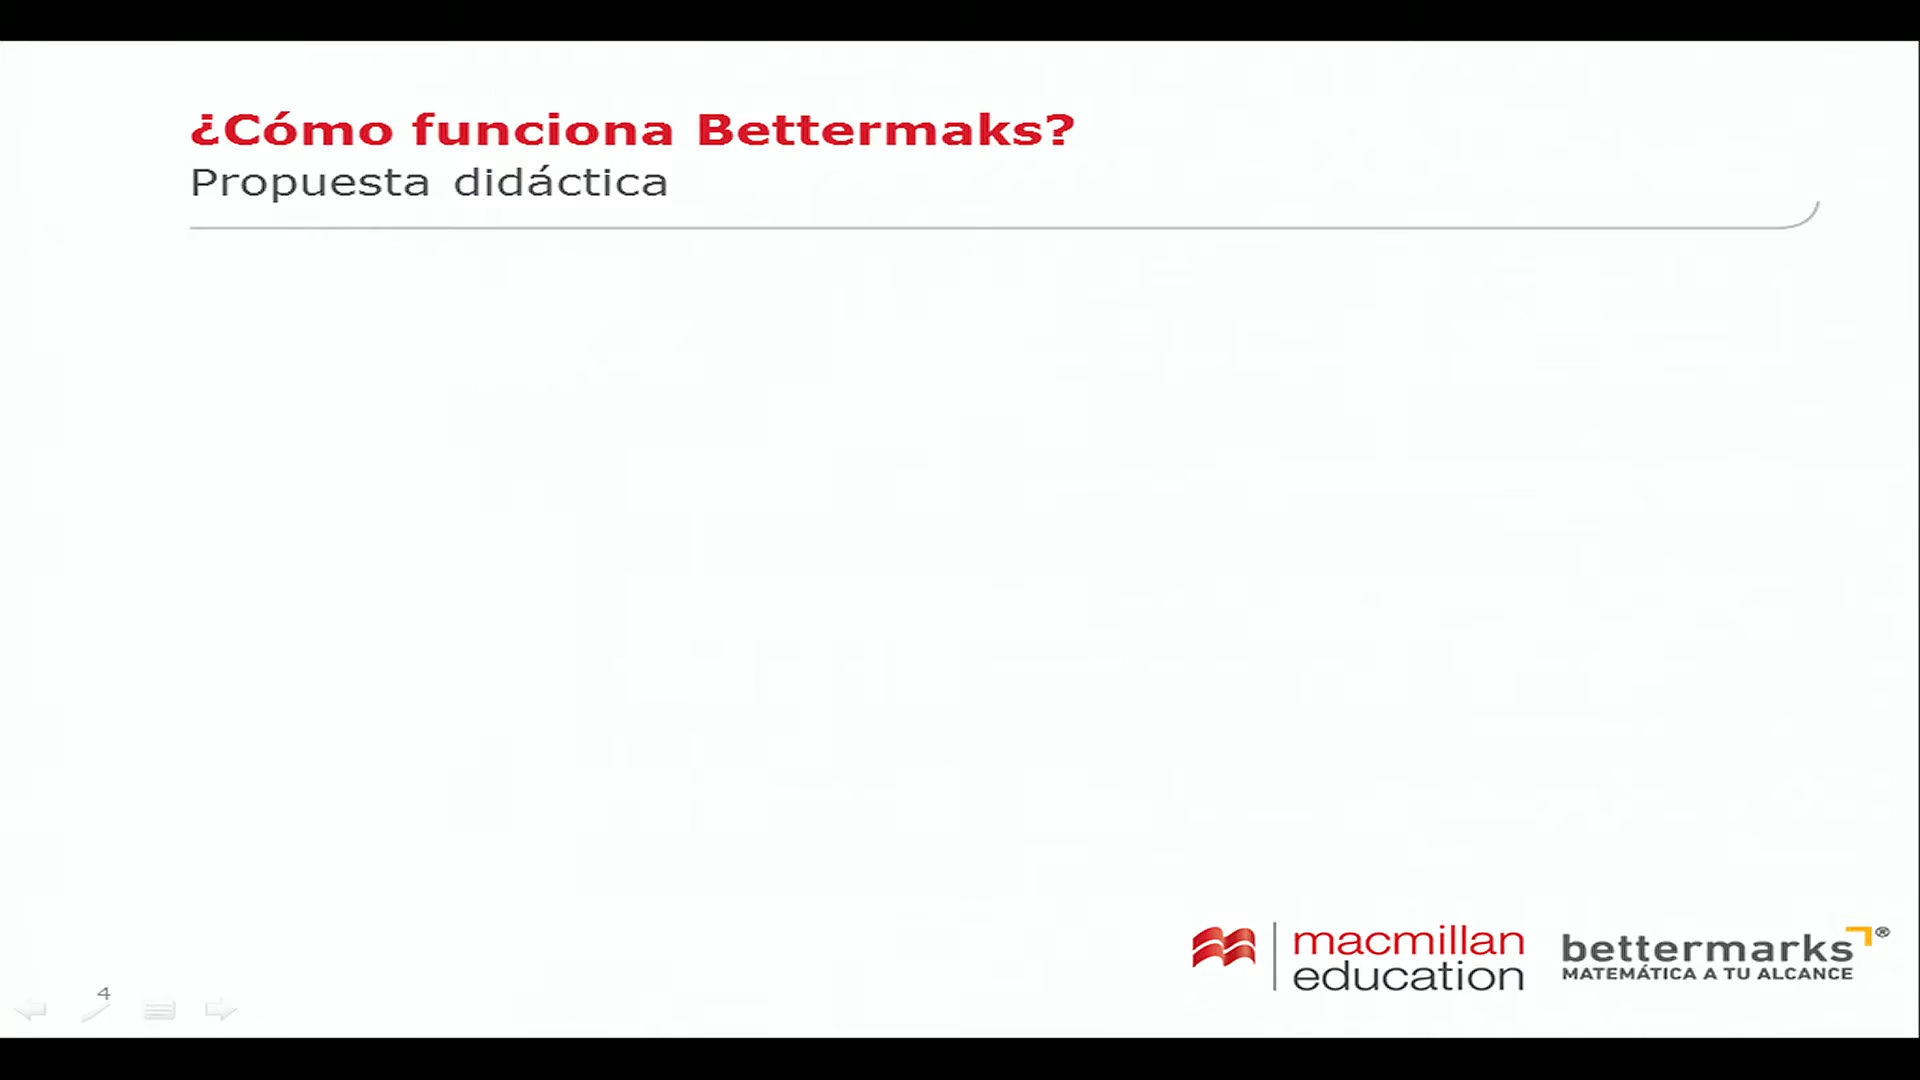 ¿Cómo funciona Bettermaks?
Propuesta didáctica
macmillan
education
bettermarks®
MATEMÁTICA A TU ALCANCE
4